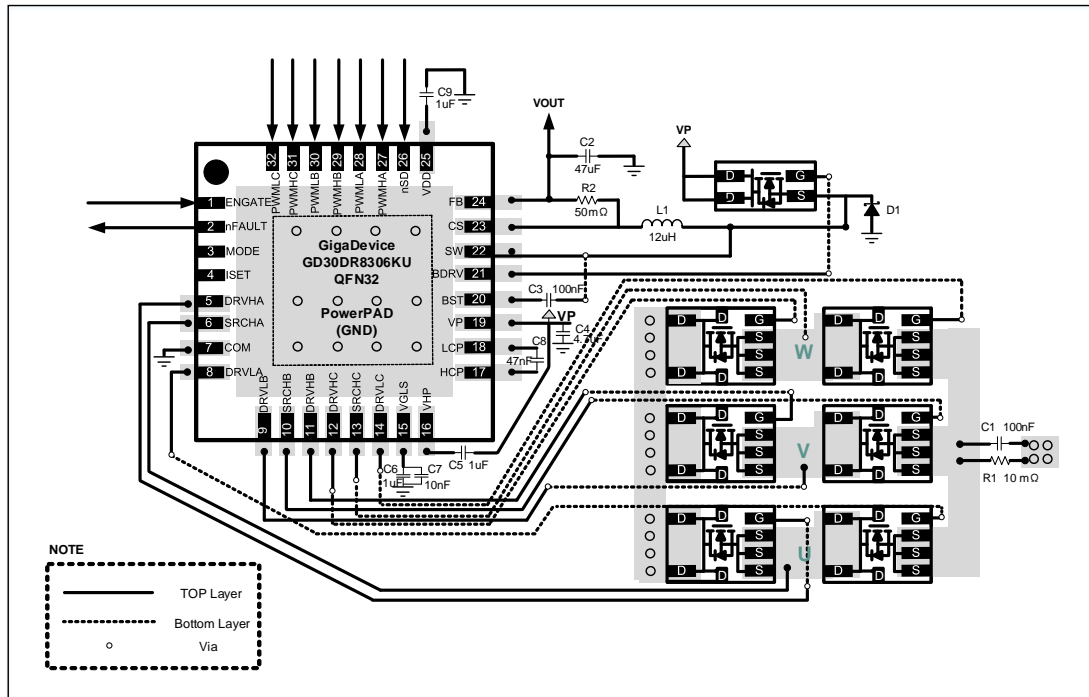 C9
1uF
VOUT
C2
47uF
VP
R2
50mΩ
L1
12uH
D
D
G
S
D1
32
31
30
29
28
27
26
25
PWMLC
PWMHC
PWMLB
PWMHB
PWMLA
PWMHA
nSD
VDD
1 ENGATE
2 nFAULT
3 MODE
4 ISET
5 DRVHA
6 SRCHA
7 COM
8 DRVLA
FB 24
CS 23
SW 22
BDRV 21
BST 20
VP 19
LCP 18
HCP 17
GigaDevice
GD30DR8306KU
QFN32
PowerPAD
(GND)
DRVLB
SRCHB
DRVHB
DRVHC
SRCHC
DRVLC
VGLS
VHP
9
10
11
12
13
14
15
16
C3 100nF
VP
C4
4.7uF
C8
47nF
C5 1uF
C6
1uF
C7
10nF
D
D
D
D
G
S
S
S
W
D
D
D
D
G
S
S
S
D
D
D
D
G
S
S
S
V
D
D
D
D
G
S
S
S
D
D
D
D
G
S
S
S
U
D
D
D
D
G
S
S
S
C1 100nF
R1 10 mΩ
NOTE
TOP Layer
Bottom Layer
Via